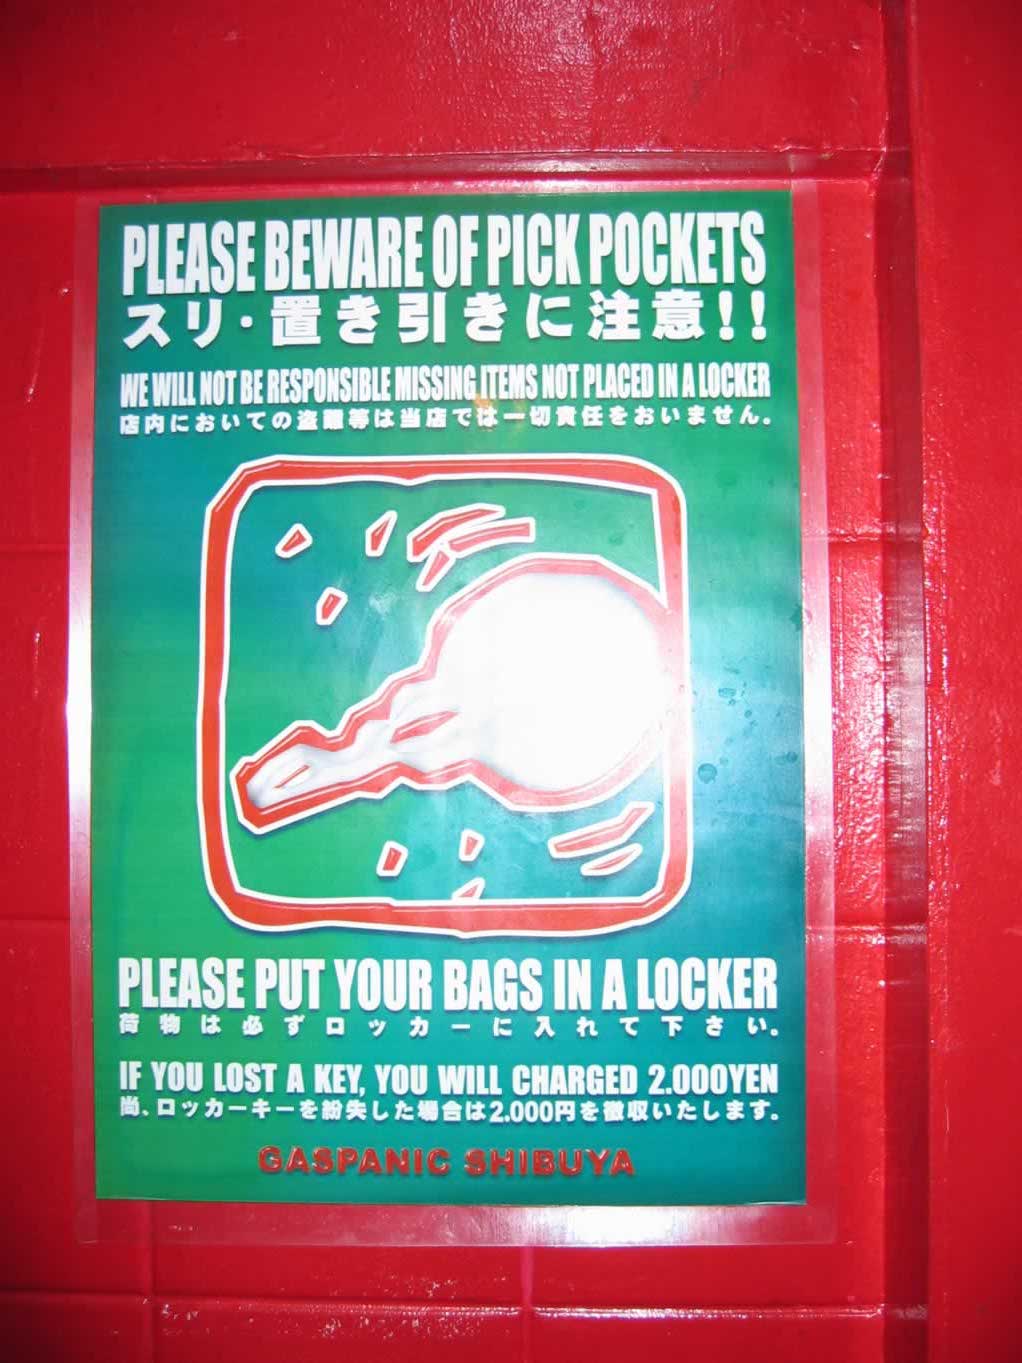 PLEASE BEWARE OF PICK POCKETS
スリ・置き引きに注意!!
WE WILL NOT BE RESPONSIBLE MISSING ITEMS NOT PLACED IN A LOCKER
店内においての盗難等は当店では一切責任をおいません。
PLEASE PUT YOUR BAGS IN A LOCKER
荷物は必ずロッカーに入れて下さい。
IF YOU LOST A KEY, YOU WILL CHARGED 2.000YEN
尚、ロッカーキーを紛失した場合は2.000円を徴収いたします。
GASPANIC SHIBUYA